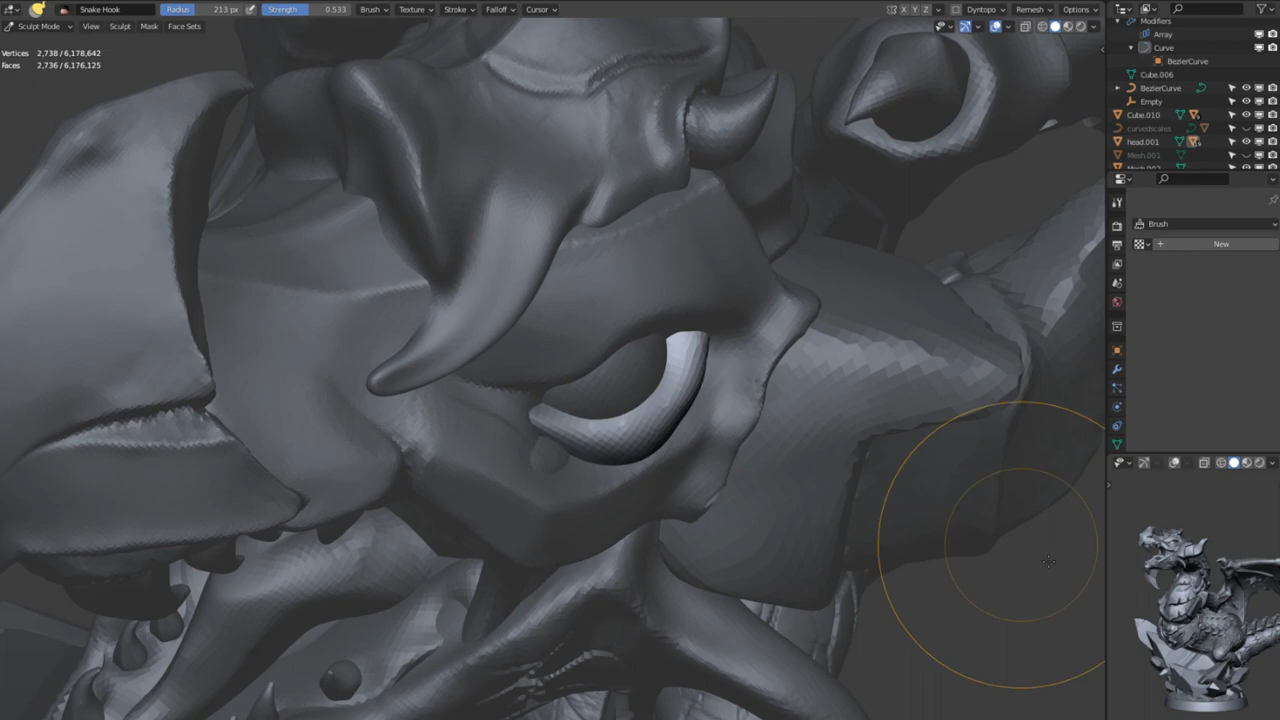 Snake Hook Radius 213 px Strength 0.533 Brush Texture Stroke Falloff Cursor X Y Z Dyntopo Remesh Options
Sculpt Mode View Sculpt Mask Face Sets
Vertices 2,738 / 6,178,642
Faces 2,736 / 6,176,125
Modifiers
Array
Curve
BezierCurve
Cube.006
BezierCurve
Empty
Cube.010
curvedscales
head.001
Mesh.001
Brush
New